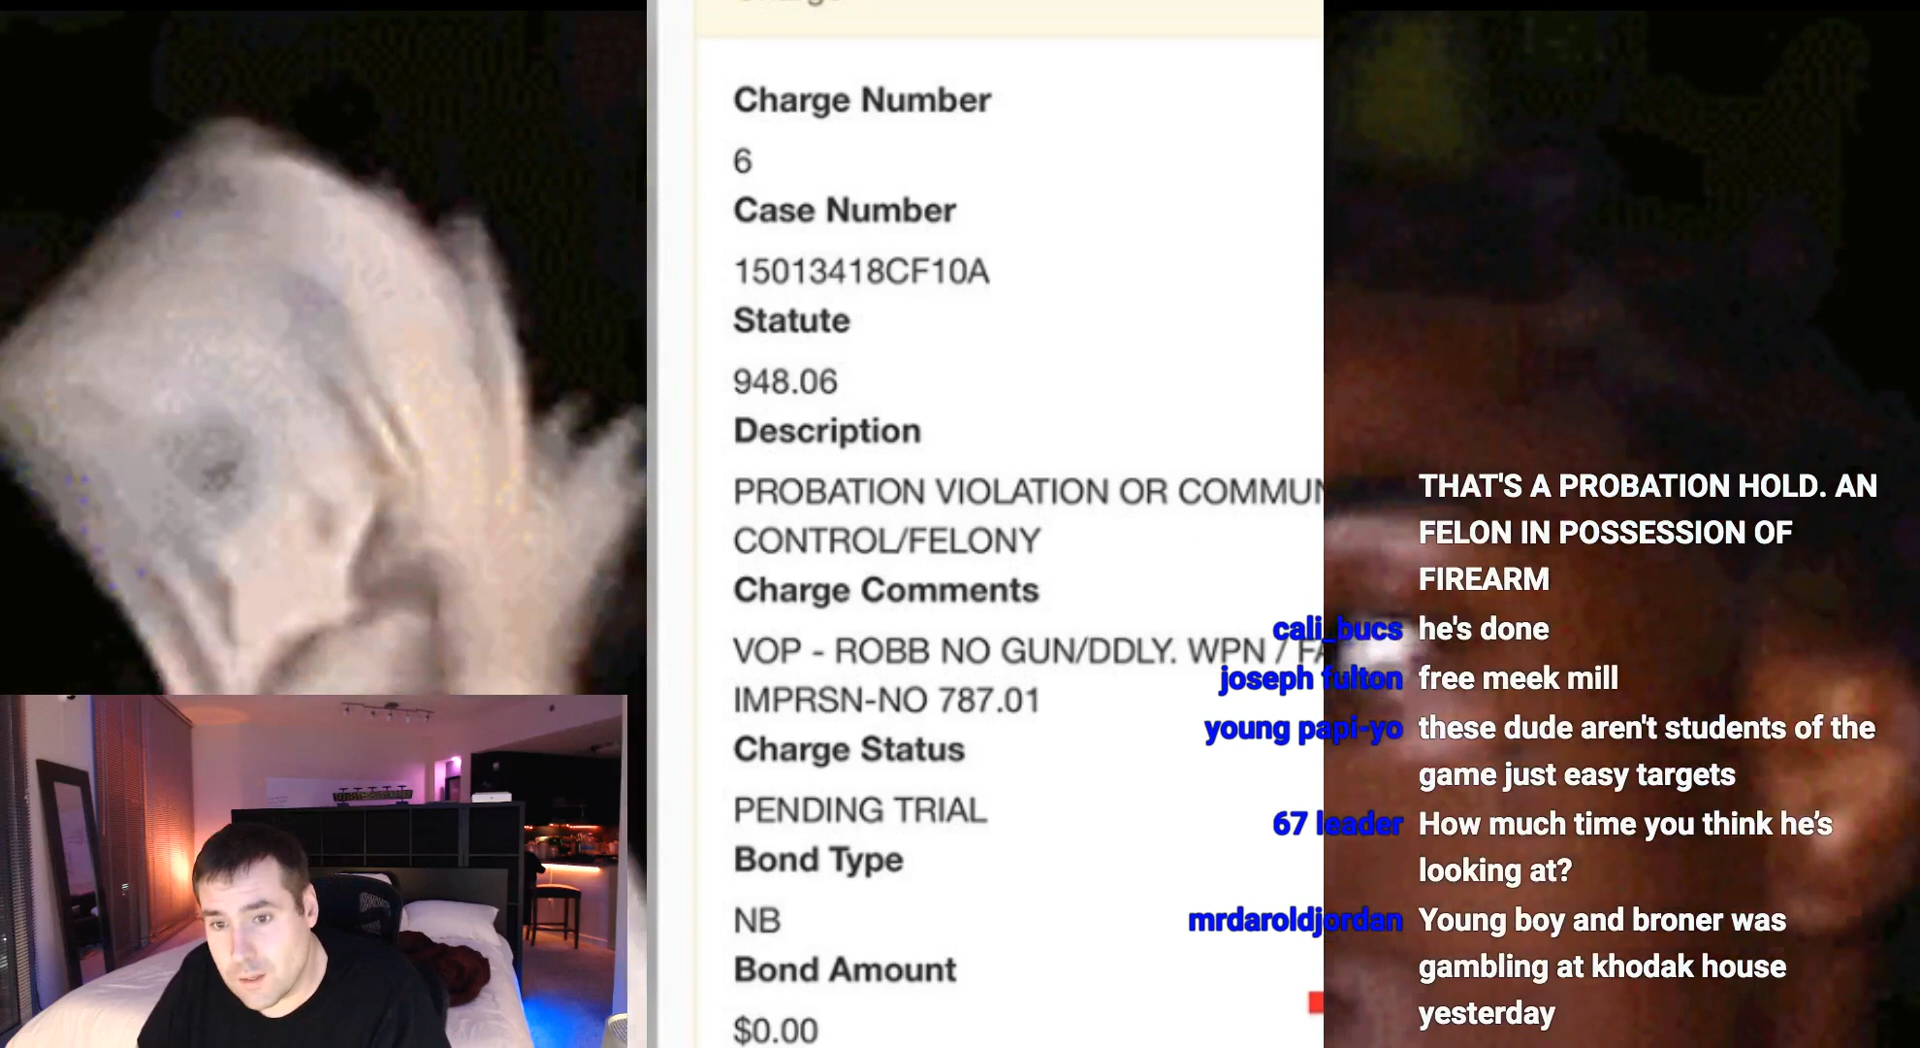 Charge
Charge Number
6
Case Number
15013418CF10A
Statute
948.06
Description
PROBATION VIOLATION OR COMMUN
CONTROL/FELONY
Charge Comments
VOP - ROBB NO GUN/DDLY. WPN / FA
IMPRSN-NO 787.01
Charge Status
PENDING TRIAL
Bond Type
NB
Bond Amount
$0.00
THAT'S A PROBATION HOLD. AN
FELON IN POSSESSION OF
FIREARM
cali_bucs he's done
joseph fulton free meek mill
young papi-yo these dude aren't students of the
game just easy targets
67 leader How much time you think he's
looking at?
mrdaroldjordan Young boy and broner was
gambling at khodak house
yesterday